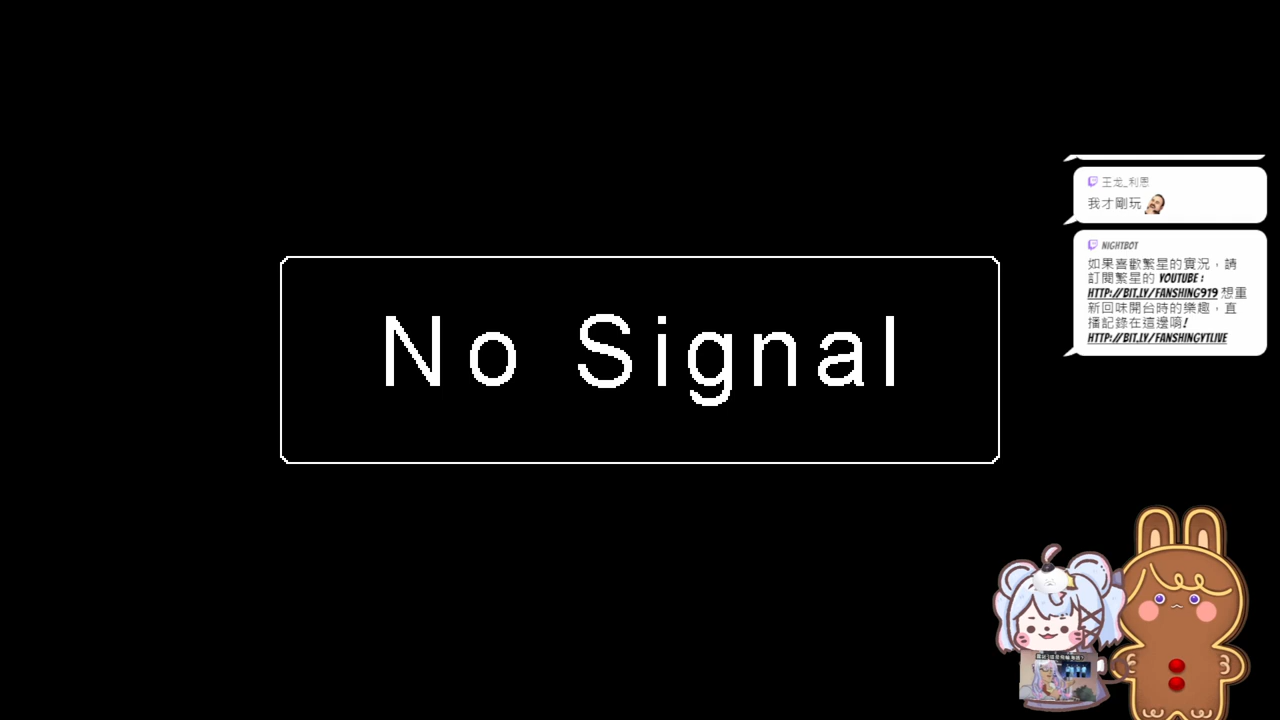 No Signal
王龙_利恩
我才剛玩
NIGHTBOT
如果喜歡繁星的實況，請
訂閱繁星的 YOUTUBE :
HTTP://BIT.LY/FANSHING919 想重
新回味開台時的樂趣，直
播記錄在這邊唷!
HTTP://BIT.LY/FANSHINGYTLIVE